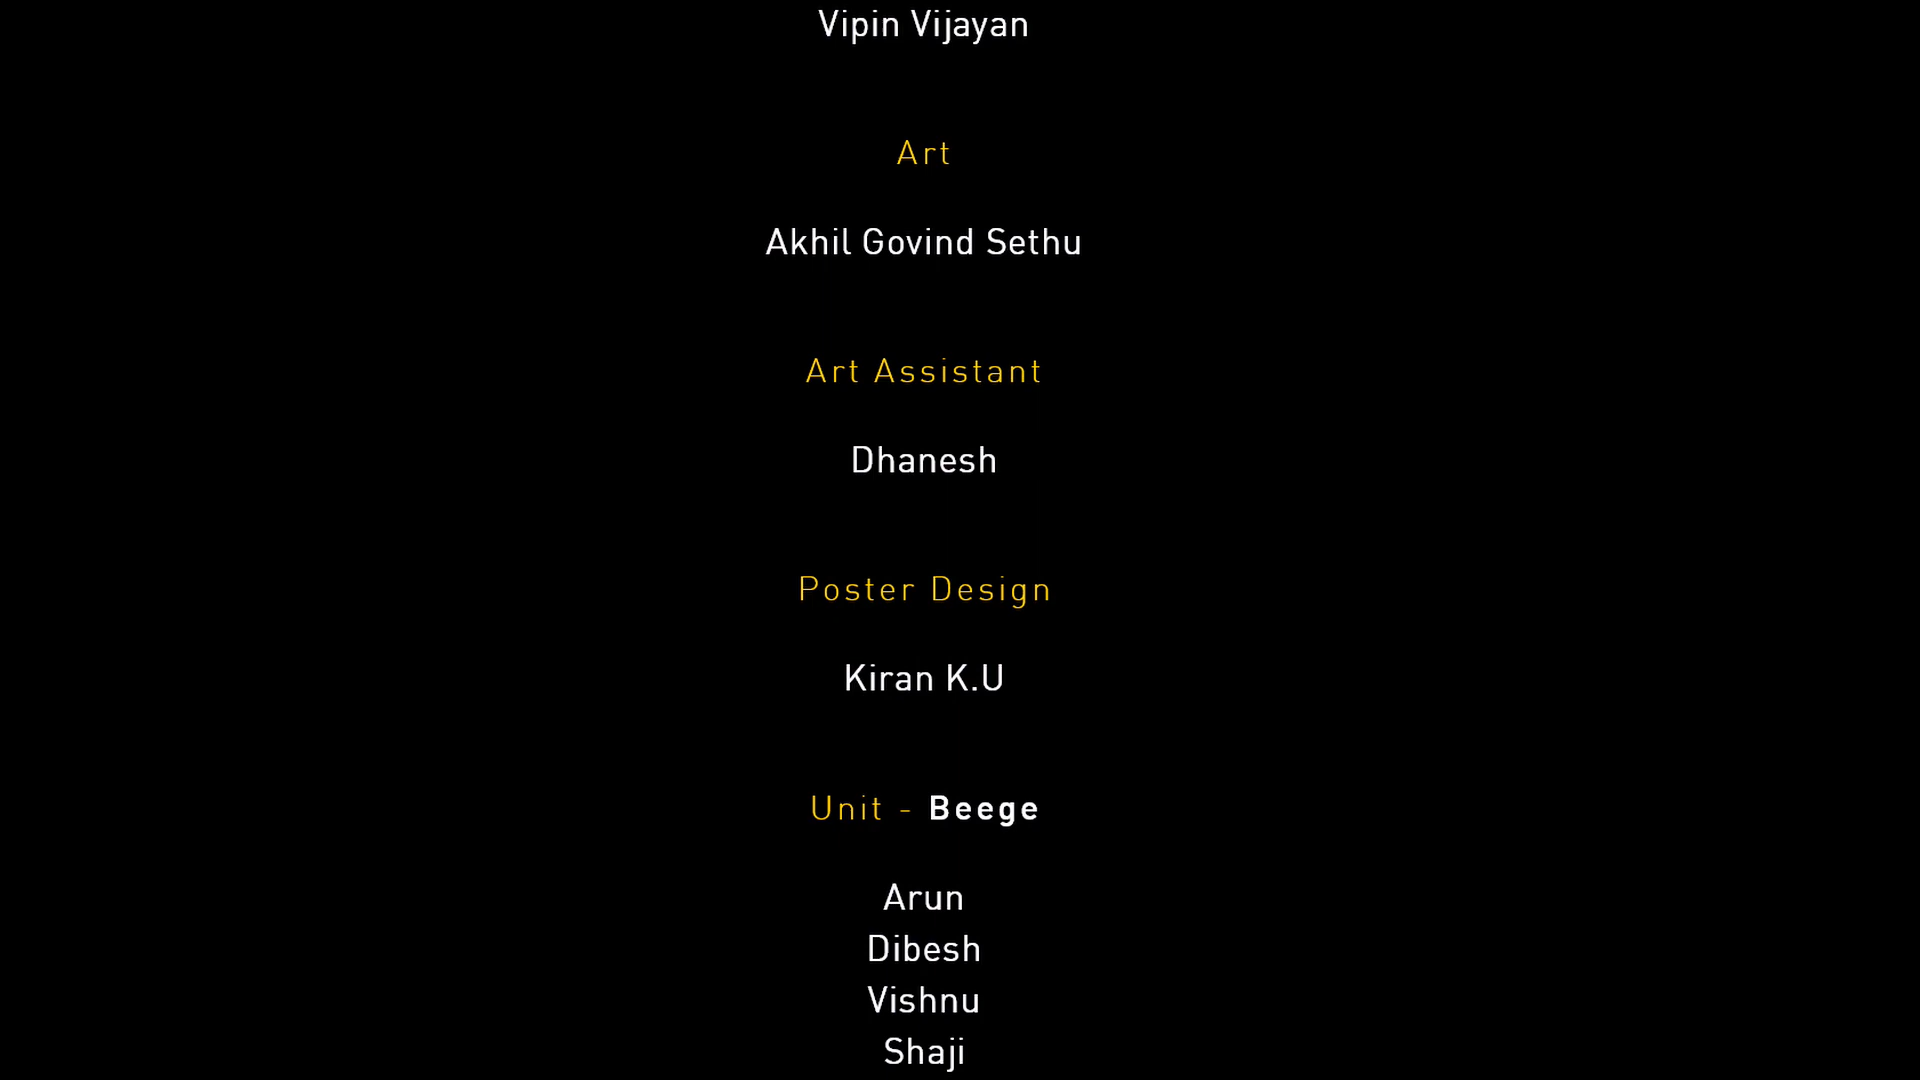 Vipin Vijayan
Art
Akhil Govind Sethu
Art Assistant
Dhanesh
Poster Design
Kiran K.U
Unit - Beege
Arun
Dibesh
Vishnu
Shaji